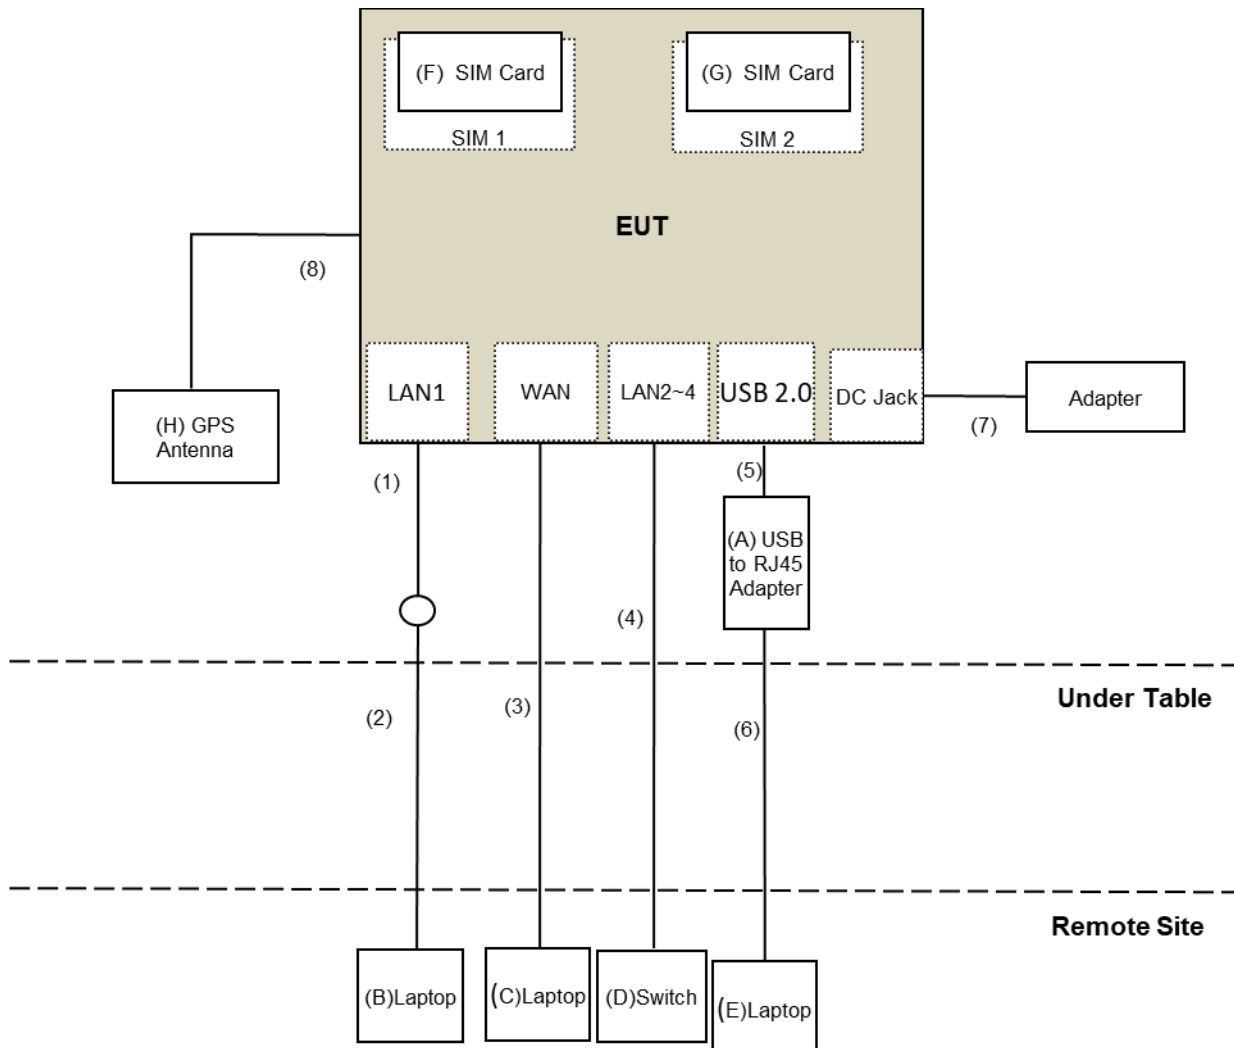 (F) SIM Card
(G) SIM Card
SIM 1
SIM 2
EUT
(8)
LAN1
WAN
LAN2~4
USB 2.0
DC Jack
(7)
Adapter
(H) GPS
Antenna
(1)
(5)
(A) USB
to RJ45
Adapter
(4)
Under Table
(2)
(3)
(6)
Remote Site
(B)Laptop
(C)Laptop
(D)Switch
(E)Laptop